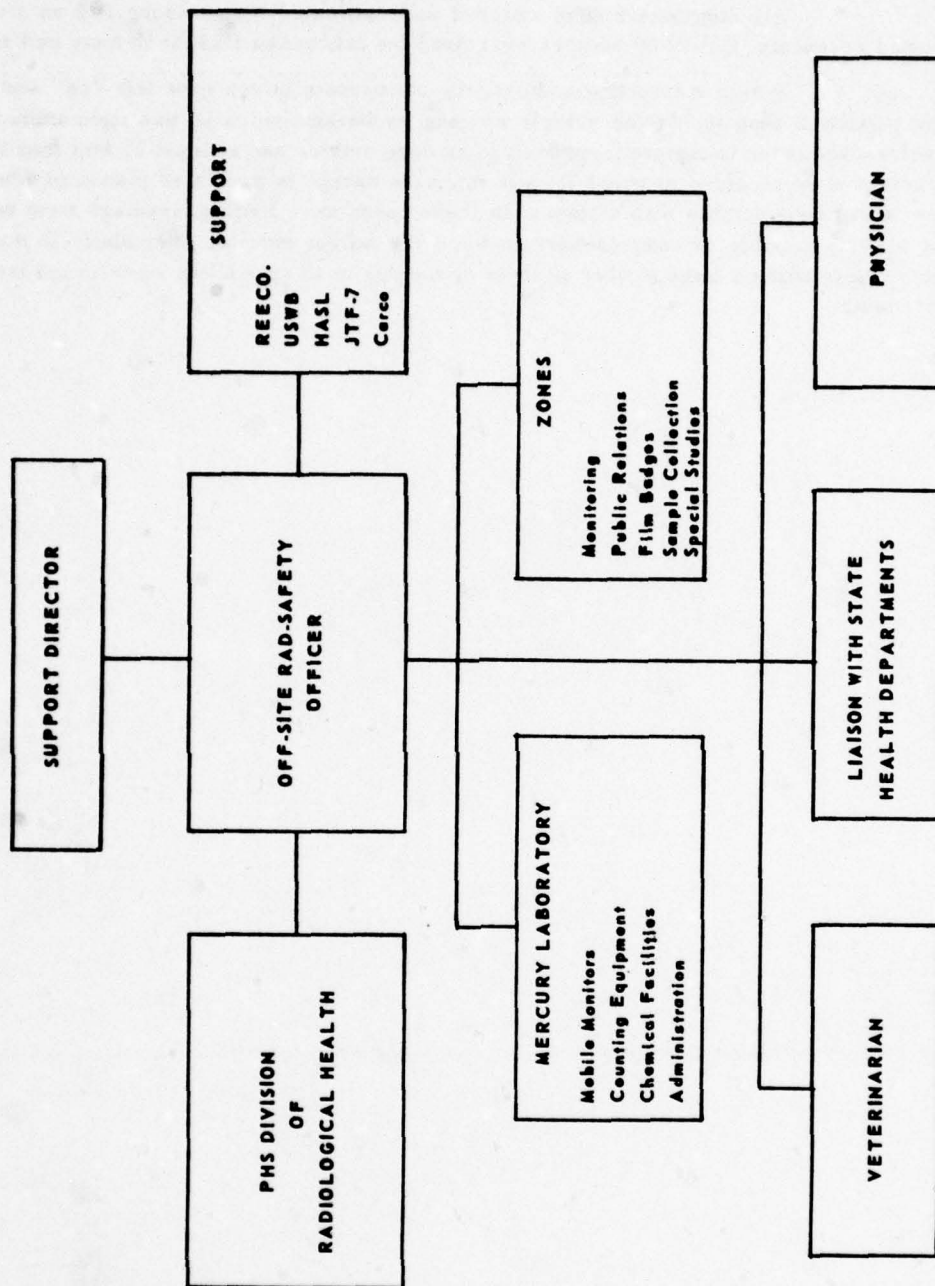 SUPPORT DIRECTOR
PHS DIVISION
OF
RADIOLOGICAL HEALTH
OFF-SITE RAD-SAFETY
OFFICER
SUPPORT
REECO.
USWB
HASL
JTF-7
Carco
MERCURY LABORATORY
Mobile Monitors
Counting Equipment
Chemical Facilities
Administration
ZONES
Monitoring
Public Relations
Film Badges
Sample Collection
Special Studies
VETERINARIAN
LIAISON WITH STATE
HEALTH DEPARTMENTS
PHYSICIAN